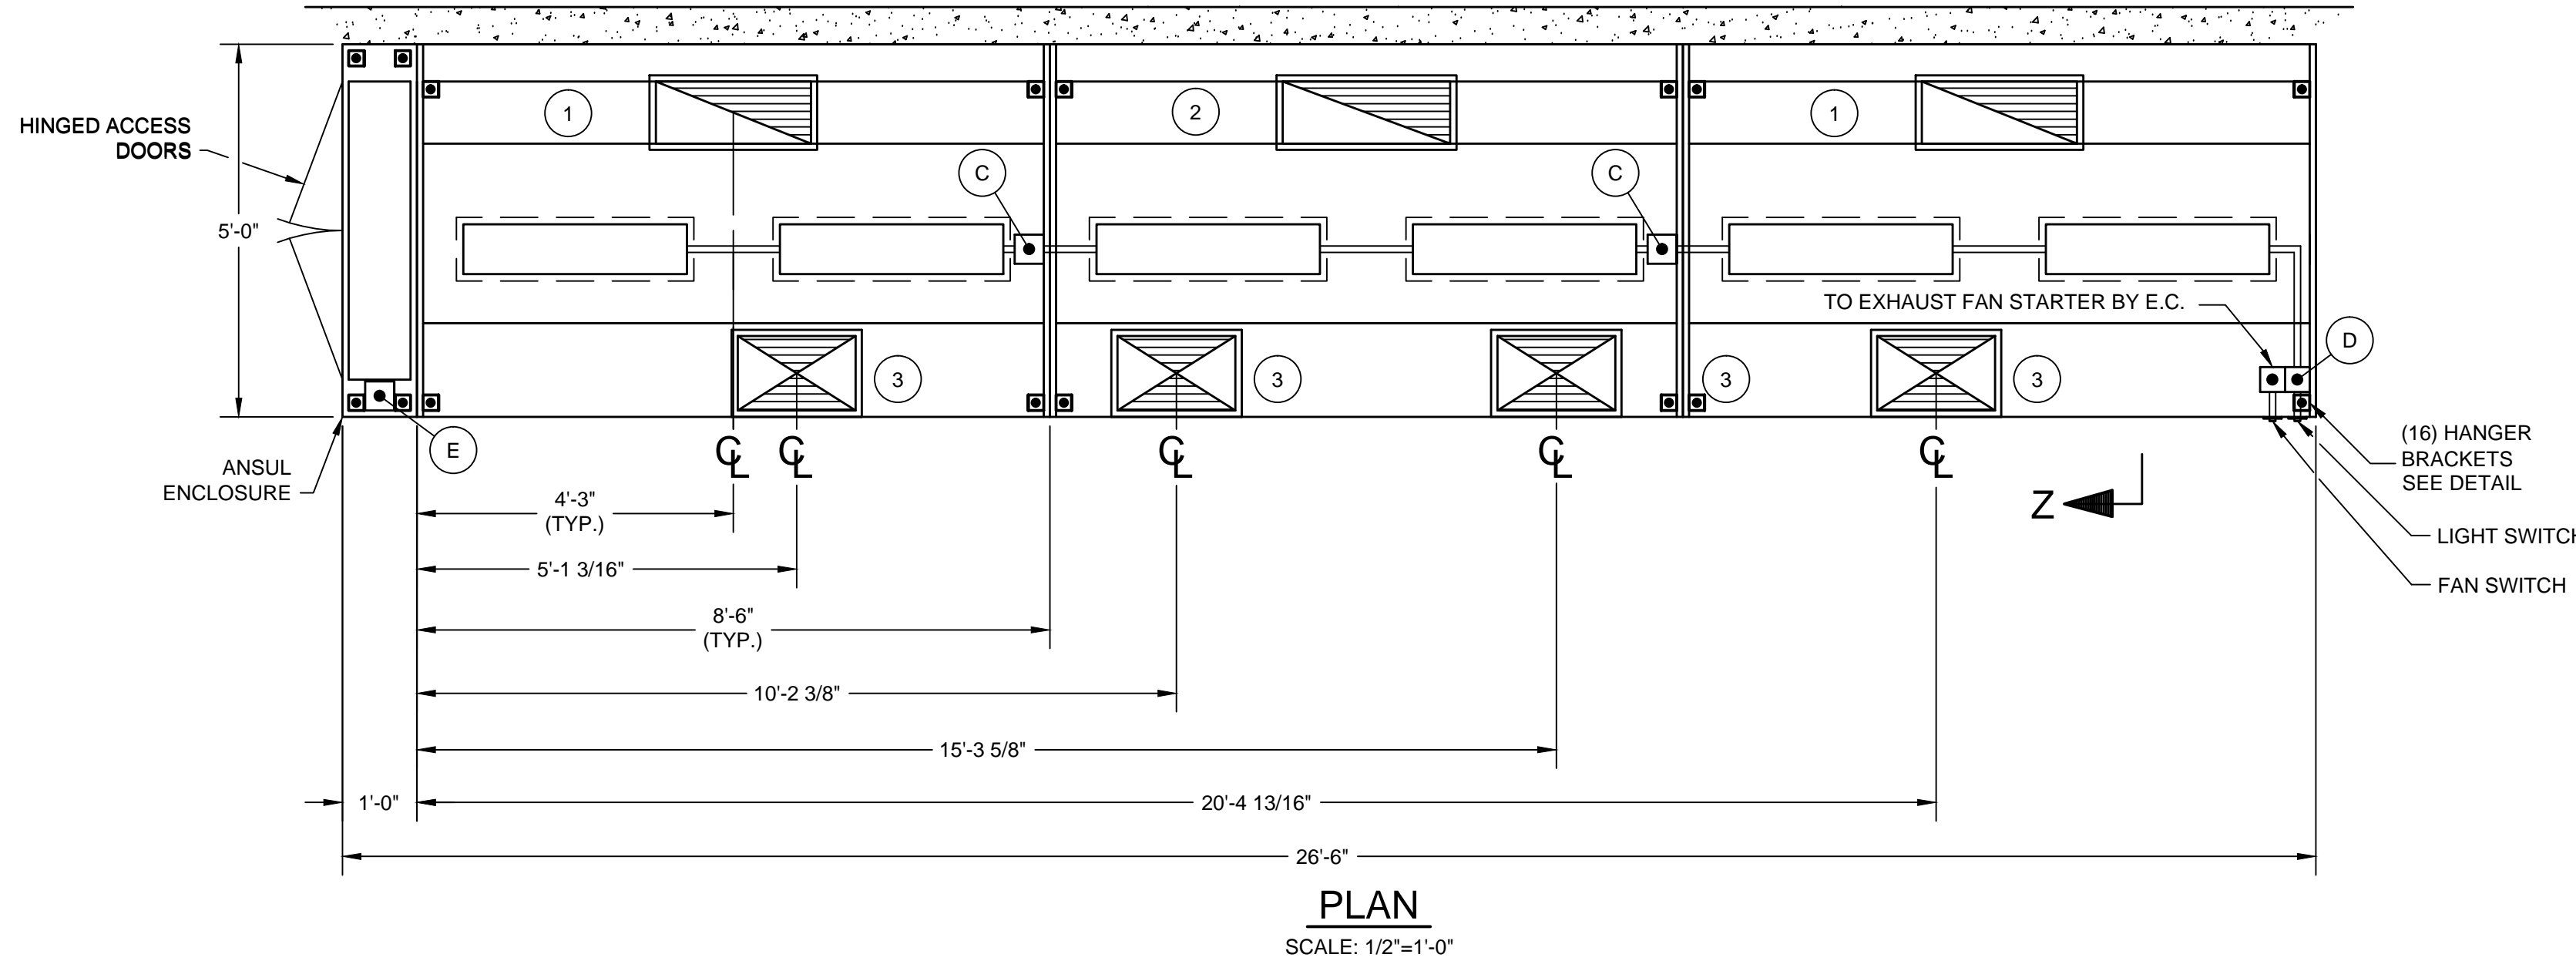 HINGED ACCESS
DOORS
5'-0"
1
2
1
C
C
TO EXHAUST FAN STARTER BY E.C.
D
3
3
3
3
E
ANSUL
ENCLOSURE
CL
CL
CL
CL
CL
(16) HANGER
BRACKETS
SEE DETAIL
Z
LIGHT SWITCH
FAN SWITCH
4'-3"
(TYP.)
5'-1 3/16"
8'-6"
(TYP.)
10'-2 3/8"
15'-3 5/8"
1'-0"
20'-4 13/16"
26'-6"
PLAN
SCALE: 1/2"=1'-0"